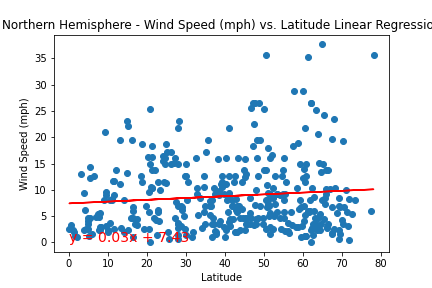 Northern Hemisphere - Wind Speed (mph) vs. Latitude Linear Regressio
35
30
25
20
15
10
5
0
Wind Speed (mph)
y = 0.03x + 7.43
0 10 20 30 40 50 60 70 80
Latitude